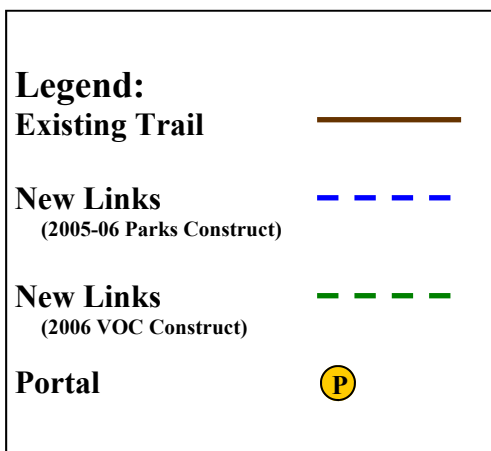 Legend:
Existing Trail
New Links
(2005-06 Parks Construct)
New Links
(2006 VOC Construct)
Portal P